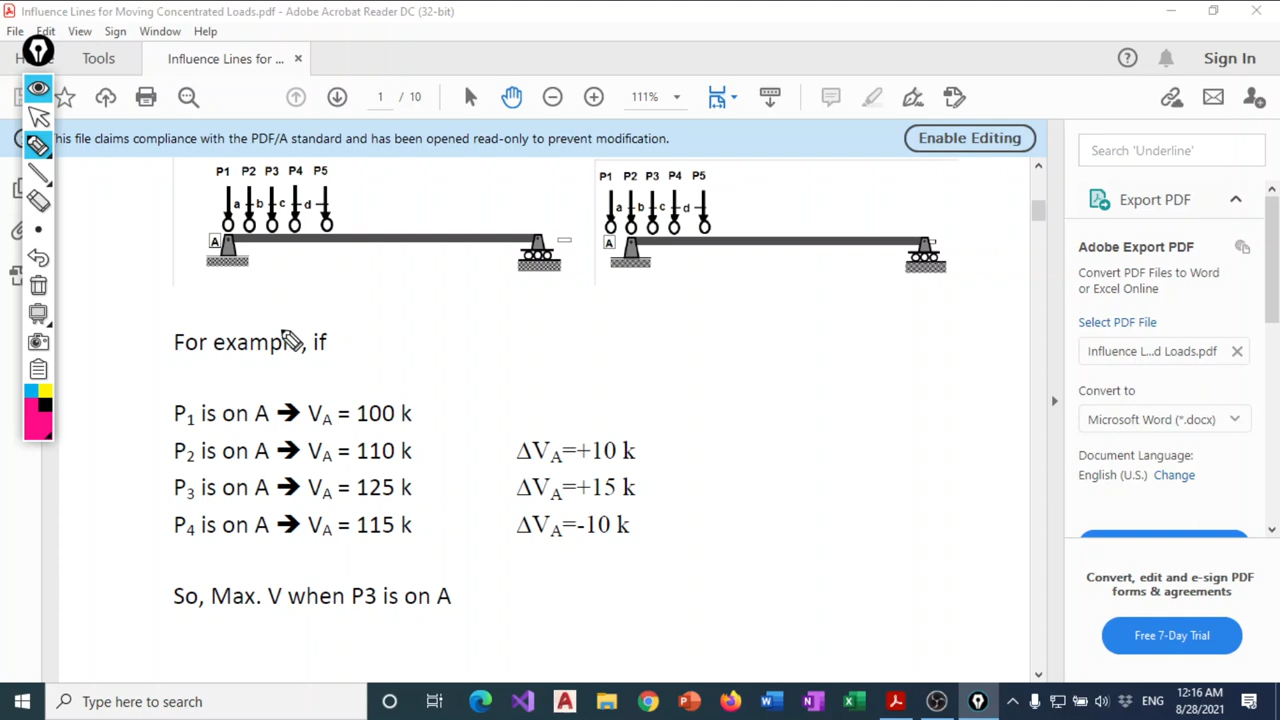 Influence Lines for Moving Concentrated Loads.pdf - Adobe Acrobat Reader DC (32-bit)
File Edit View Sign Window Help
Tools
Influence Lines for ...
Sign In
1 / 10
111%
This file claims compliance with the PDF/A standard and has been opened read-only to prevent modification.
Enable Editing
P1 P2 P3 P4 P5
a b c d
A
P1 P2 P3 P4 P5
a b c d
A
For example, if
P1 is on A ➔ VA = 100 k
P2 is on A ➔ VA = 110 k ΔVA=+10 k
P3 is on A ➔ VA = 125 k ΔVA=+15 k
P4 is on A ➔ VA = 115 k ΔVA=-10 k
So, Max. V when P3 is on A
Search 'Underline'
Export PDF
Adobe Export PDF
Convert PDF Files to Word
or Excel Online
Select PDF File
Influence L...d Loads.pdf
Convert to
Microsoft Word (*.docx)
Document Language:
English (U.S.) Change
Convert, edit and e-sign PDF
forms & agreements
Free 7-Day Trial
Type here to search
ENG
12:16 AM
8/28/2021